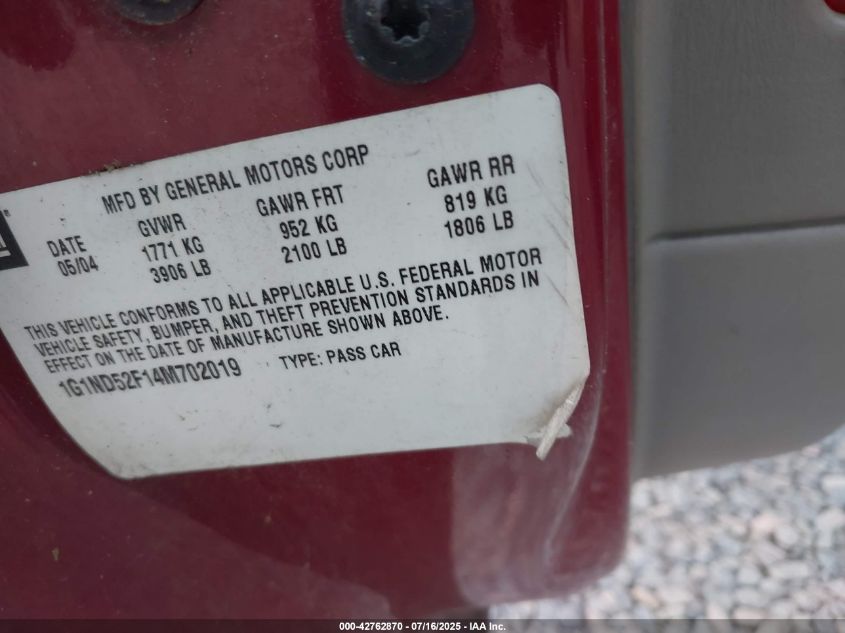 MFD BY GENERAL MOTORS CORP
DATE GVWR GAWR FRT GAWR RR
05/04 1771 KG 952 KG 819 KG
3906 LB 2100 LB 1806 LB
THIS VEHICLE CONFORMS TO ALL APPLICABLE U.S. FEDERAL MOTOR
VEHICLE SAFETY, BUMPER, AND THEFT PREVENTION STANDARDS IN
EFFECT ON THE DATE OF MANUFACTURE SHOWN ABOVE.
1G1ND52F14M702019 TYPE: PASS CAR
000-42762870 - 07/16/2025 - IAA Inc.